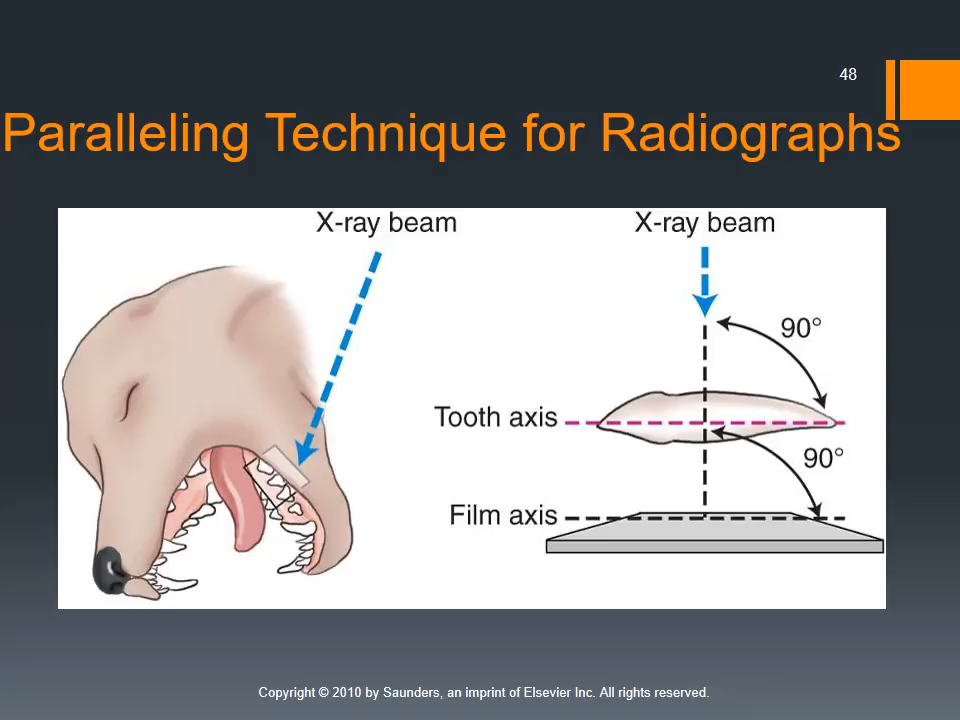 48
Paralleling Technique for Radiographs
X-ray beam
X-ray beam
90°
Tooth axis
90°
Film axis
Copyright © 2010 by Saunders, an imprint of Elsevier Inc. All rights reserved.